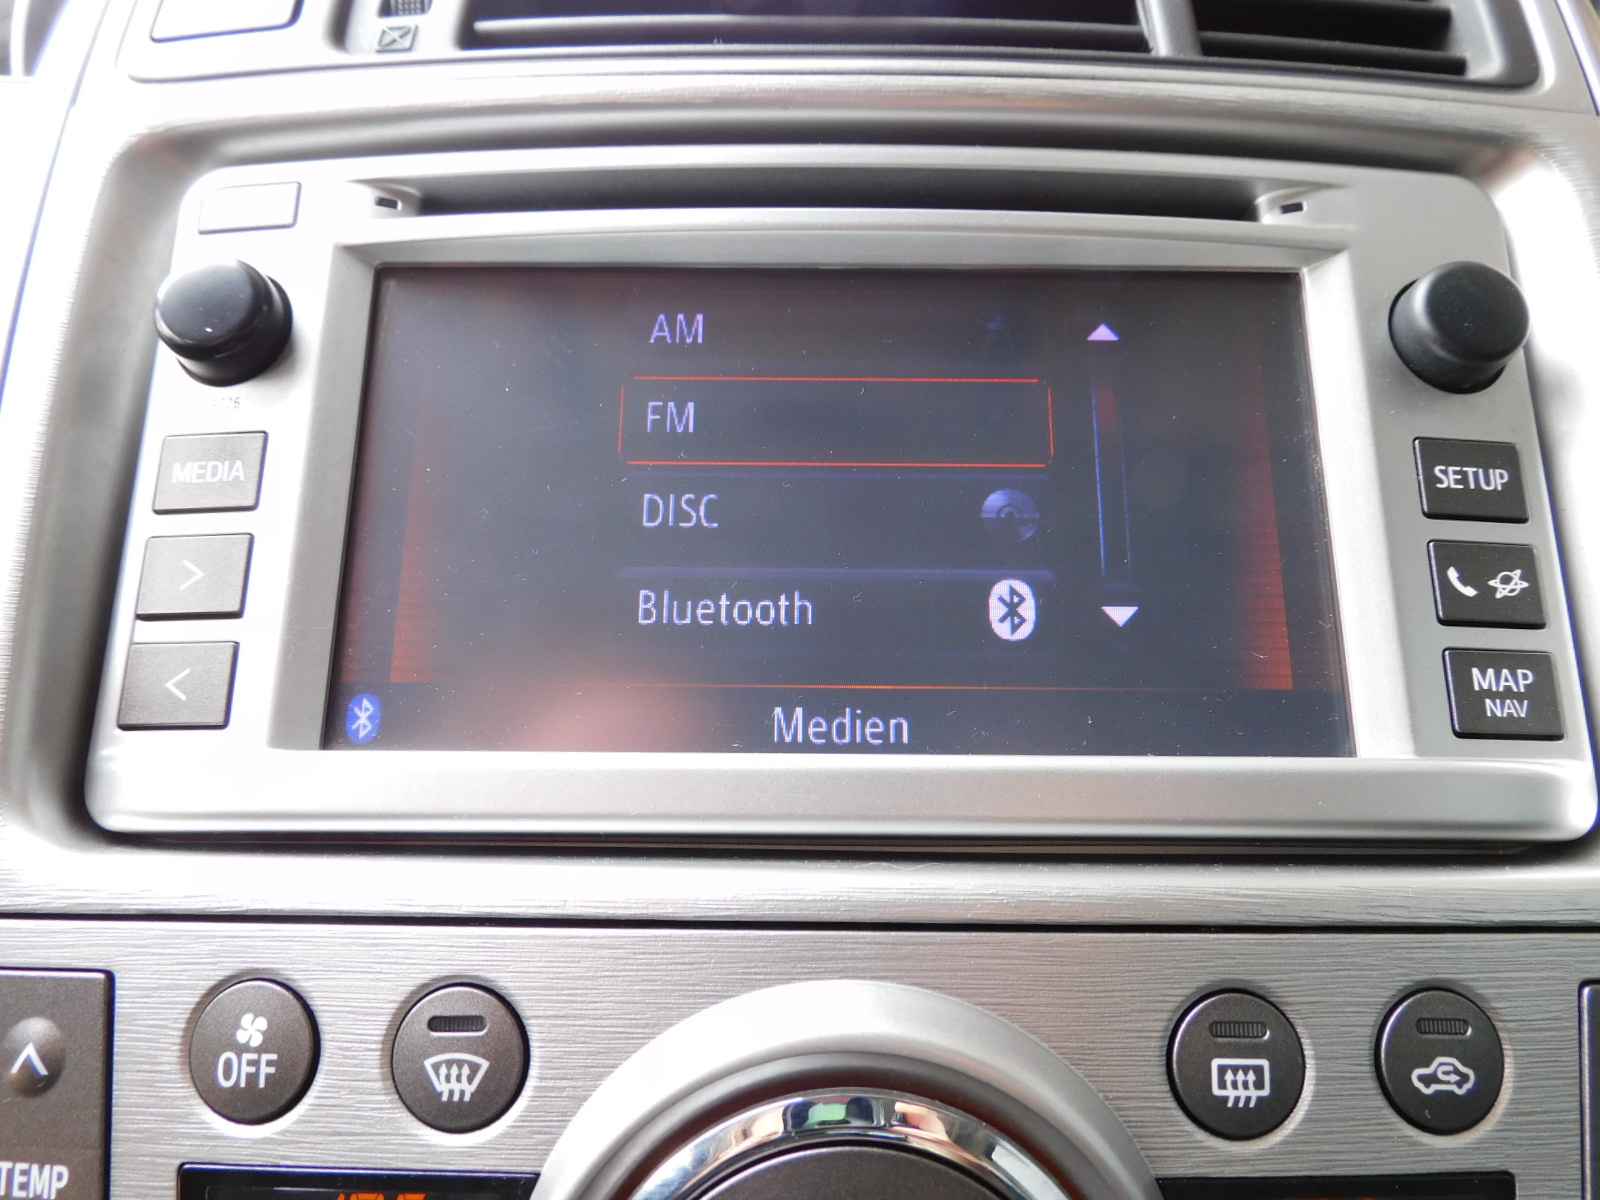 AM
FM
DISC
Bluetooth
Medien
MEDIA
>
<
SETUP
MAP
NAV
OFF
TEMP